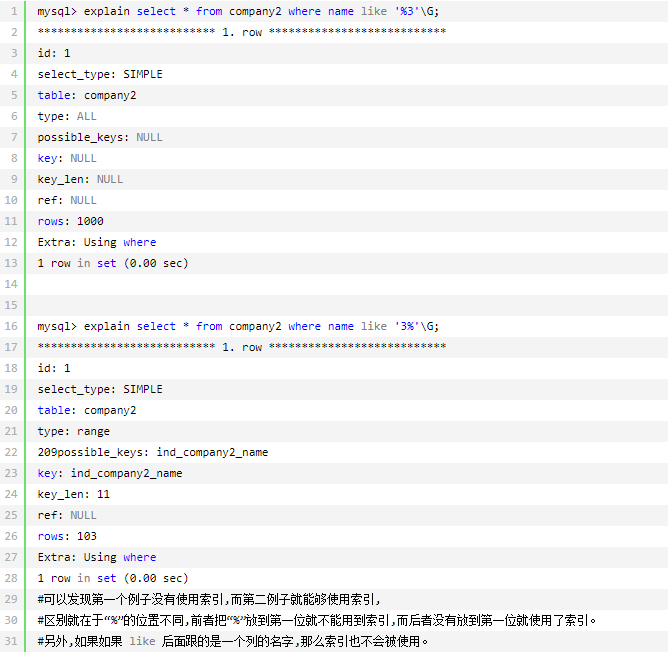 1 mysql> explain select * from company2 where name like '%3'\G;
2 *************************** 1. row ***************************
3 id: 1
4 select_type: SIMPLE
5 table: company2
6 type: ALL
7 possible_keys: NULL
8 key: NULL
9 key_len: NULL
10 ref: NULL
11 rows: 1000
12 Extra: Using where
13 1 row in set (0.00 sec)
14
15
16 mysql> explain select * from company2 where name like '3%'\G;
17 *************************** 1. row ***************************
18 id: 1
19 select_type: SIMPLE
20 table: company2
21 type: range
22 209possible_keys: ind_company2_name
23 key: ind_company2_name
24 key_len: 11
25 ref: NULL
26 rows: 103
27 Extra: Using where
28 1 row in set (0.00 sec)
29 #可以发现第一个例子没有使用索引,而第二例子就能够使用索引,
30 #区别就在于“%”的位置不同,前者把“%”放到第一位就不能用到索引,而后者没有放到第一位就使用了索引。
31 #另外,如果如果 like 后面跟的是一个列的名字,那么索引也不会被使用。